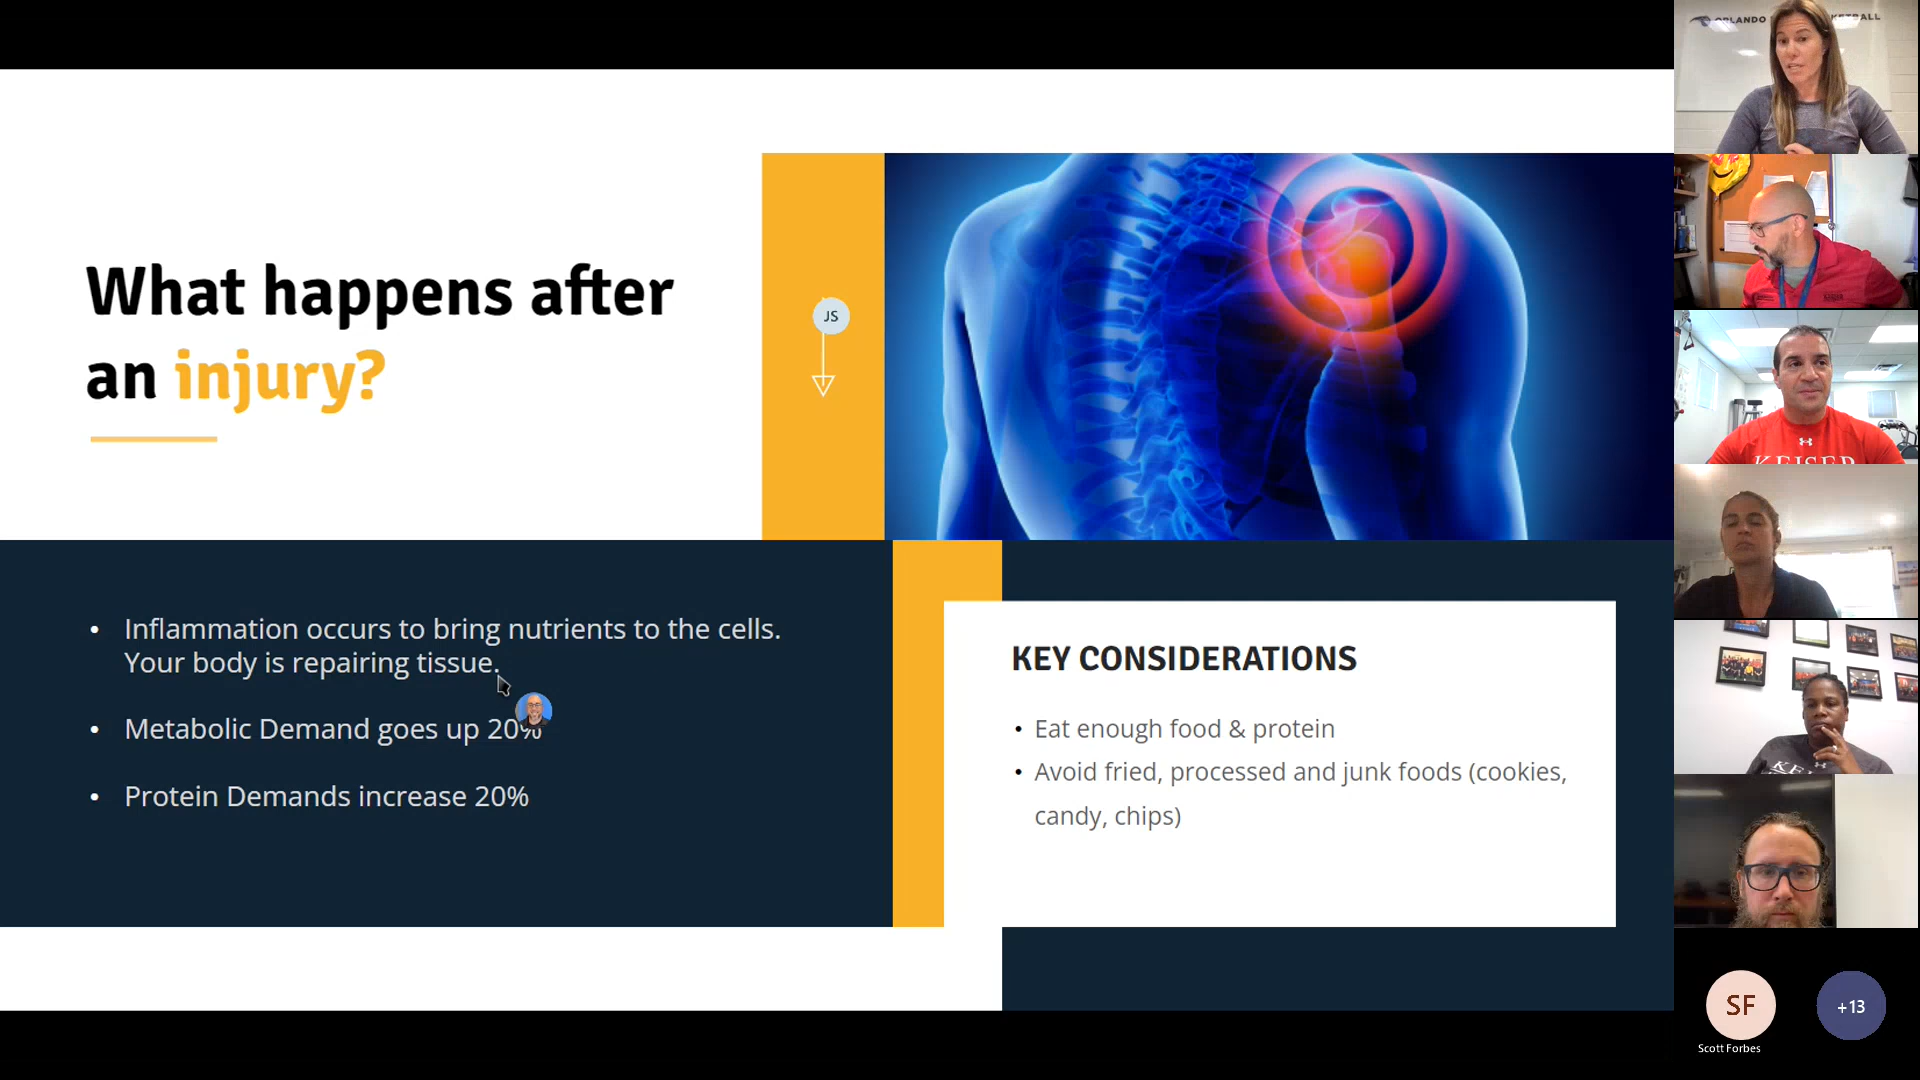 What happens after
an injury?
JS
• Inflammation occurs to bring nutrients to the cells.
Your body is repairing tissue.
• Metabolic Demand goes up 20%
• Protein Demands increase 20%
KEY CONSIDERATIONS
• Eat enough food & protein
• Avoid fried, processed and junk foods (cookies,
candy, chips)
ORLANDO
KEISER
SF
+13
Scott Forbes